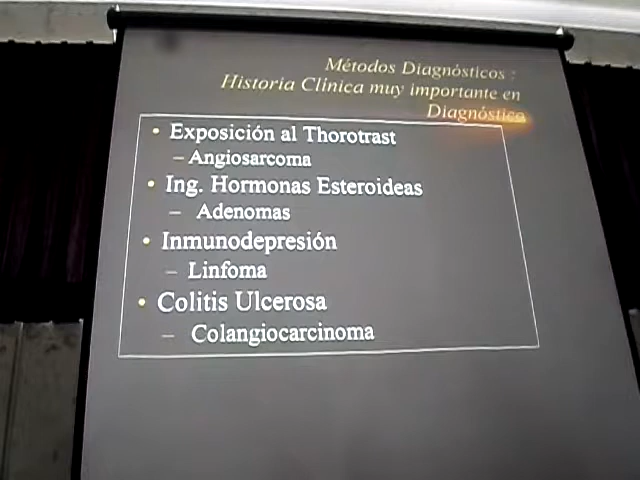 Métodos Diagnósticos :
Historia Clínica muy importante en
Diagnóstico
• Exposición al Thorotrast
– Angiosarcoma
• Ing. Hormonas Esteroideas
– Adenomas
• Inmunodepresión
– Linfoma
• Colitis Ulcerosa
– Colangiocarcinoma